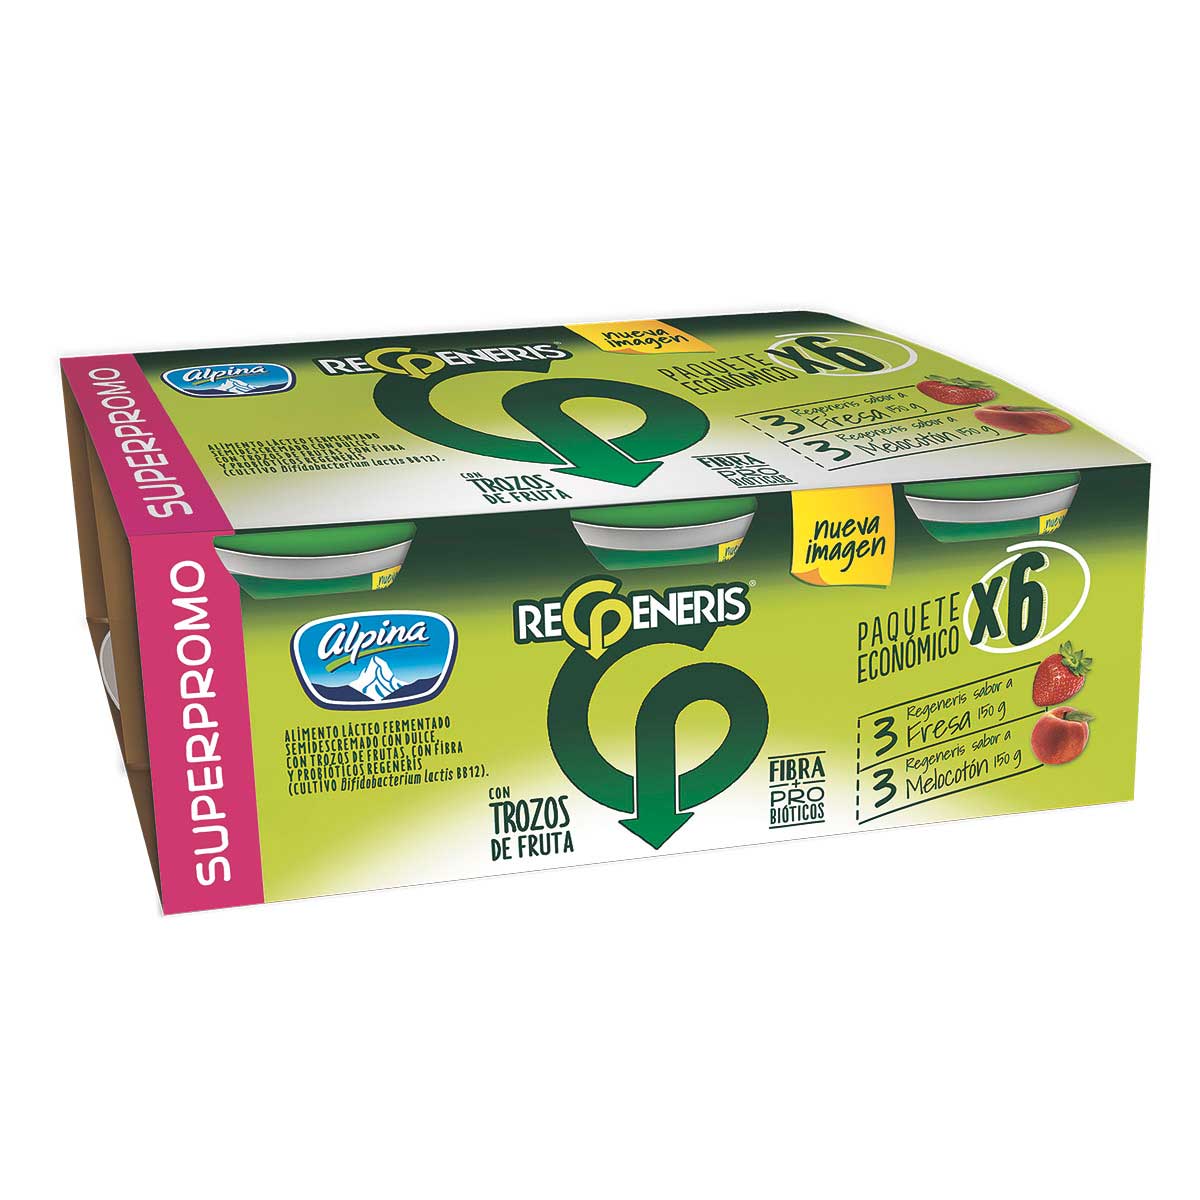 SUPERPROMO
alpina
REGENERIS®
nueva
imagen
PAQUETE
ECONÓMICO
x6
3 Regeneris sabor a
Fresa 150 g
3 Regeneris sabor a
Melocotón 150 g
ALIMENTO LÁCTEO FERMENTADO
SEMIDESCREMADO CON DULCE,
CON TROZOS DE FRUTAS, CON FIBRA
Y PROBIÓTICOS REGENERIS
(CULTIVO Bifidobacterium lactis BB12).
CON
TROZOS
DE FRUTA
FIBRA
+
PRO
BIÓTICOS
SUPERPROMO
nueva
imagen
alpina
REGENERIS®
PAQUETE
ECONÓMICO
x6
ALIMENTO LÁCTEO FERMENTADO
SEMIDESCREMADO CON DULCE,
CON TROZOS DE FRUTAS, CON FIBRA
Y PROBIÓTICOS REGENERIS
(CULTIVO Bifidobacterium lactis BB12).
CON
TROZOS
DE FRUTA
FIBRA
+
PRO
BIÓTICOS
3 Regeneris sabor a
Fresa 150 g
3 Regeneris sabor a
Melocotón 150 g